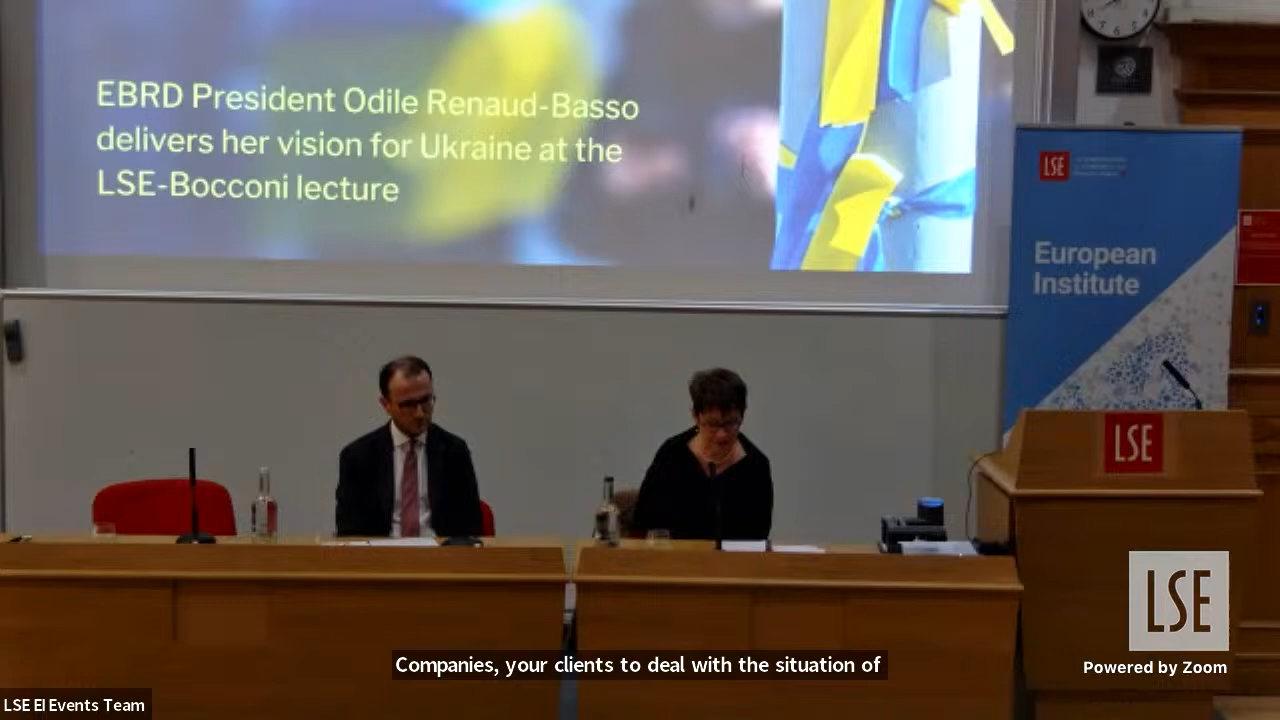 EBRD President Odile Renaud-Basso
delivers her vision for Ukraine at the
LSE-Bocconi lecture
LSE
European
Institute
LSE
LSE
Powered by Zoom
Companies, your clients to deal with the situation of
LSE EI Events Team